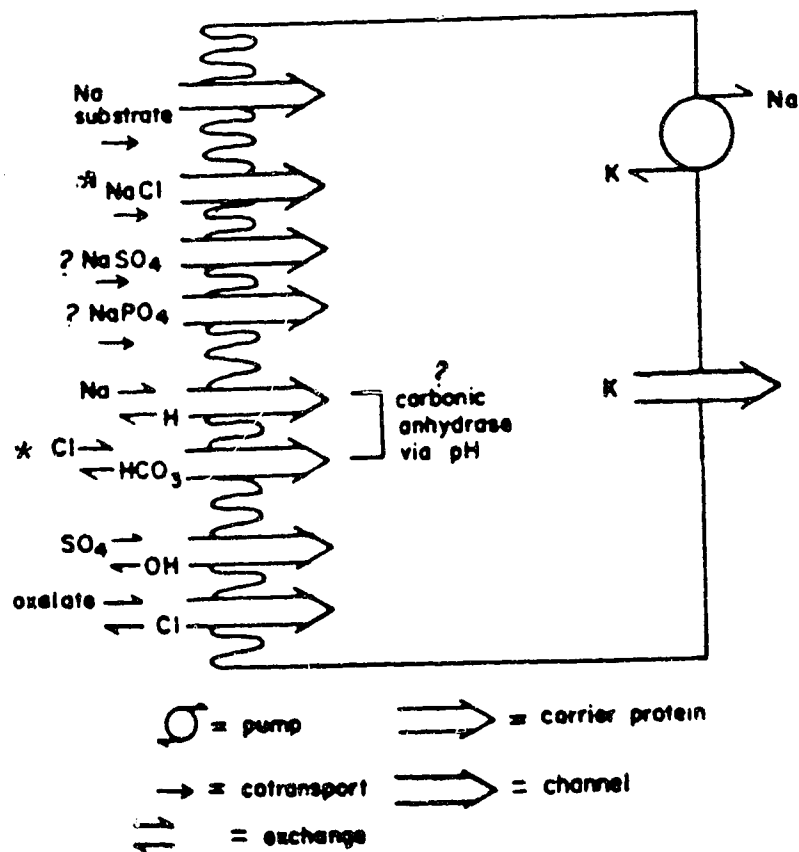 Na
substrate
* NaCl
? NaSO4
? NaPO4
Na
H
* Cl
HCO3
SO4
OH
oxalate
Cl
?
carbonic
anhydrase
via pH
Na
K
K
= pump
= carrier protein
= cotransport
= channel
= exchange